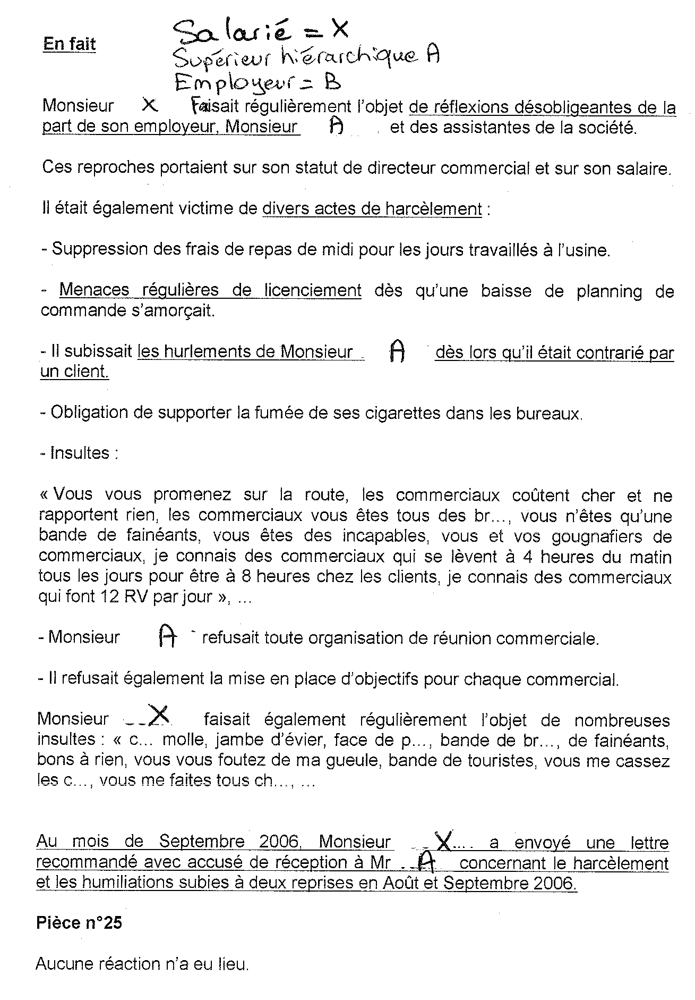 En fait
Salarié = X
Supérieur hiérarchique A
Employeur = B
Monsieur X Faisait régulièrement l'objet de réflexions désobligeantes de la
part de son employeur, Monsieur A et des assistantes de la société.
Ces reproches portaient sur son statut de directeur commercial et sur son salaire.
Il était également victime de divers actes de harcèlement :
- Suppression des frais de repas de midi pour les jours travaillés à l'usine.
- Menaces régulières de licenciement dès qu'une baisse de planning de
commande s'amorçait.
- Il subissait les hurlements de Monsieur A dès lors qu'il était contrarié par
un client.
- Obligation de supporter la fumée de ses cigarettes dans les bureaux.
- Insultes :
« Vous vous promenez sur la route, les commerciaux coûtent cher et ne
rapportent rien, les commerciaux vous êtes tous des br..., vous n'êtes qu'une
bande de fainéants, vous êtes des incapables, vous et vos gougnafiers de
commerciaux, je connais des commerciaux qui se lèvent à 4 heures du matin
tous les jours pour être à 8 heures chez les clients, je connais des commerciaux
qui font 12 RV par jour », ...
- Monsieur A refusait toute organisation de réunion commerciale.
- Il refusait également la mise en place d'objectifs pour chaque commercial.
Monsieur X faisait également régulièrement l'objet de nombreuses
insultes : « c... molle, jambe d'évier, face de p..., bande de br..., de fainéants,
bons à rien, vous vous foutez de ma gueule, bande de touristes, vous me cassez
les c..., vous me faites tous ch..., ...
Au mois de Septembre 2006, Monsieur X a envoyé une lettre
recommandé avec accusé de réception à Mr A concernant le harcèlement
et les humiliations subies à deux reprises en Août et Septembre 2006.
Pièce n°25
Aucune réaction n'a eu lieu.